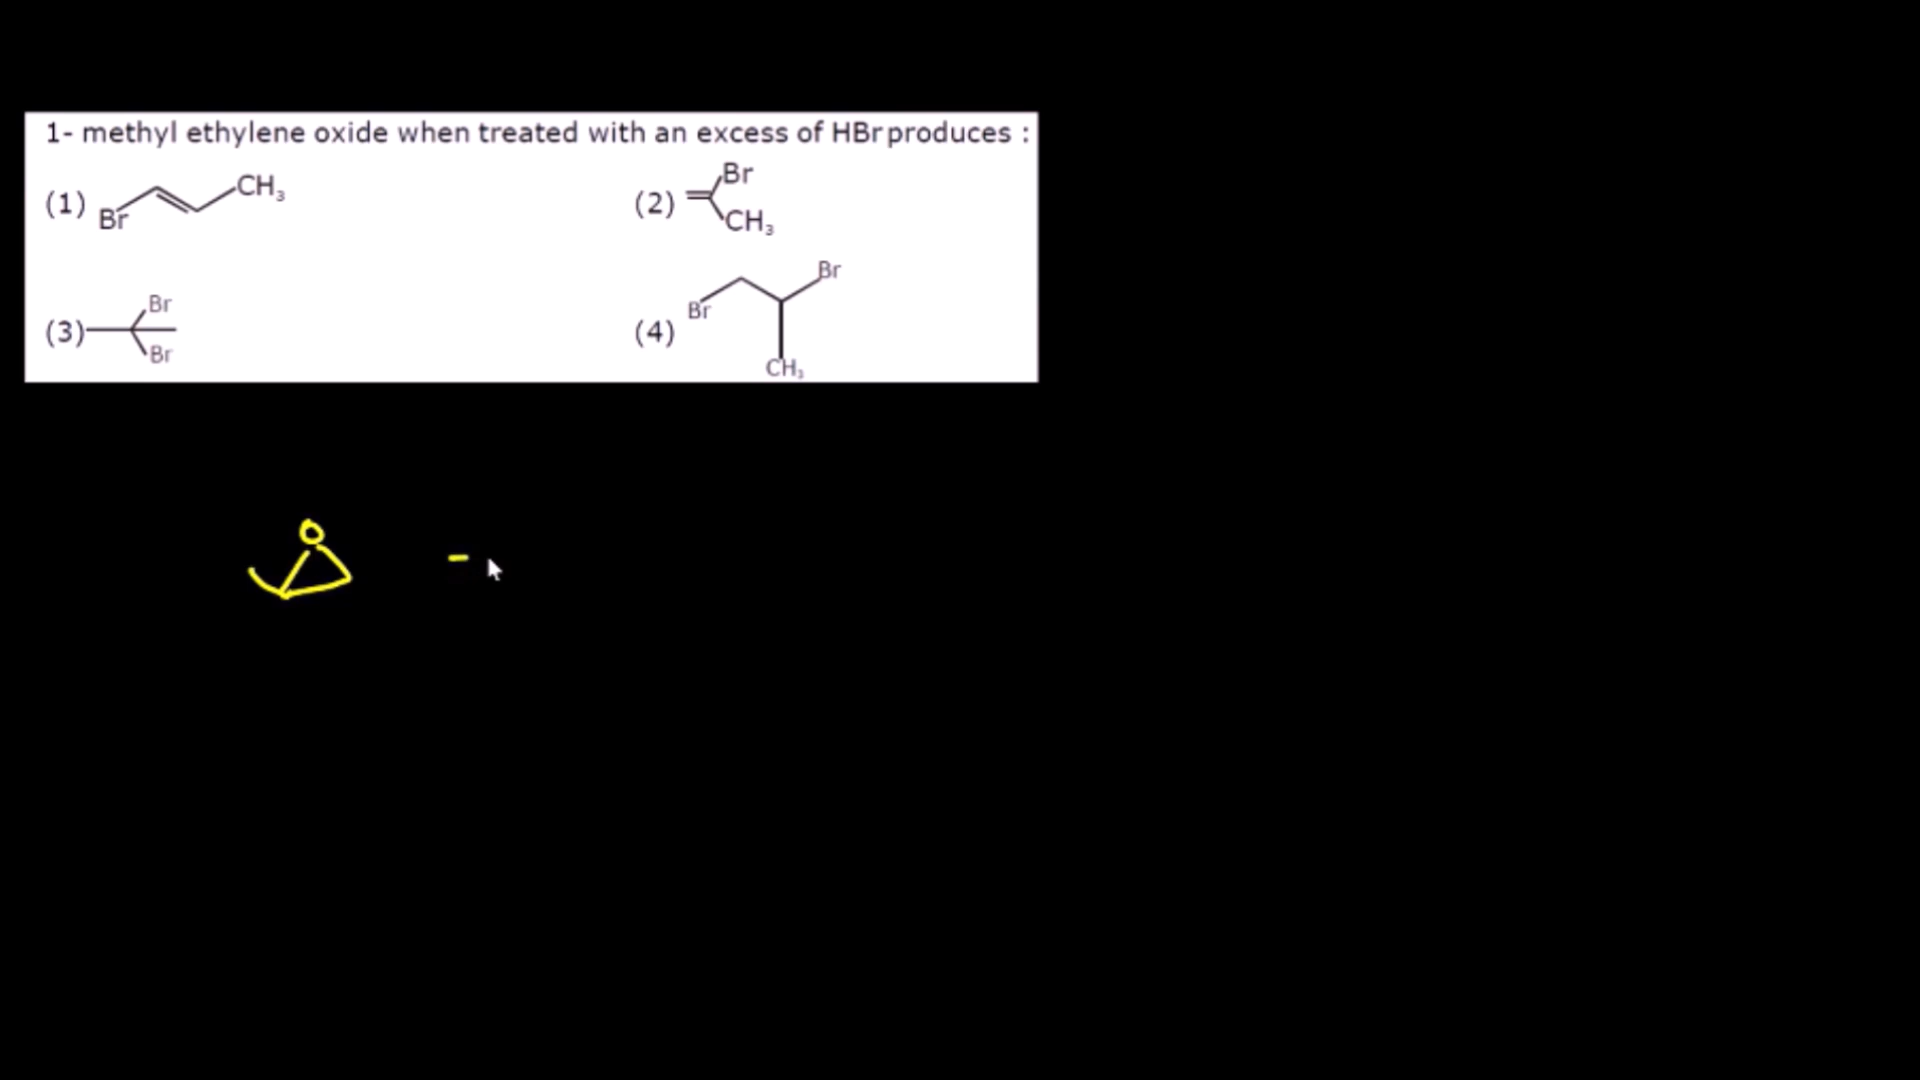 1- methyl ethylene oxide when treated with an excess of HBr produces :
(1) Br CH₃
(2) Br CH₃
(3) Br Br
(4) Br Br CH₃
O